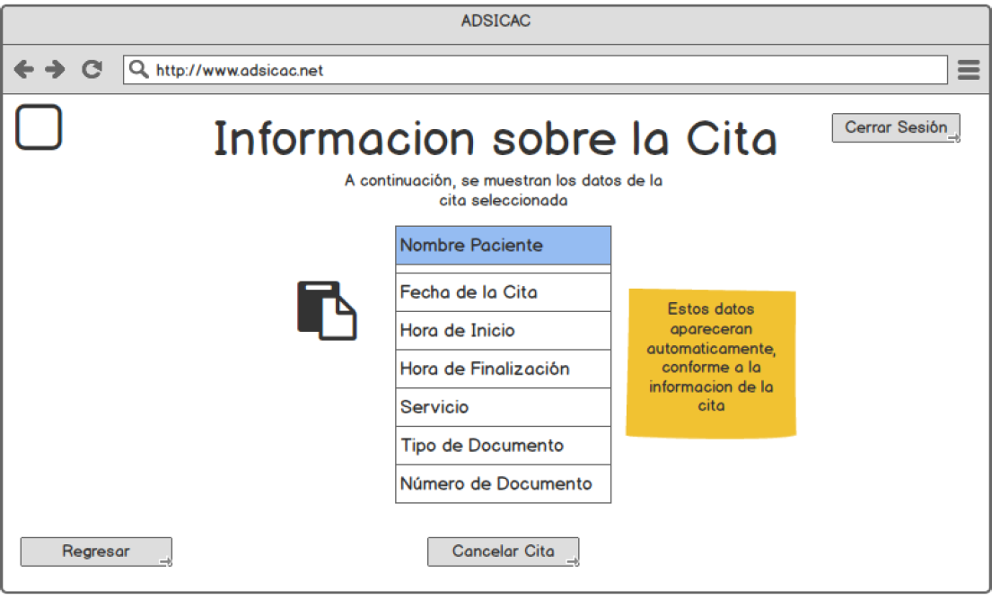 ADSICAC
http://www.adsicac.net
Informacion sobre la Cita
Cerrar Sesión
A continuación, se muestran los datos de la
cita seleccionada
Nombre Paciente
Fecha de la Cita
Hora de Inicio
Hora de Finalización
Servicio
Tipo de Documento
Número de Documento
Estos datos
apareceran
automaticamente,
conforme a la
informacion de la
cita
Regresar
Cancelar Cita